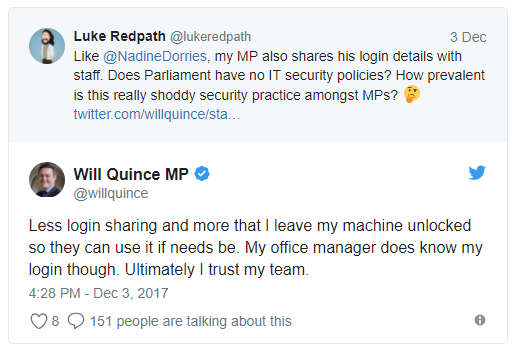 Luke Redpath @lukeredpath 3 Dec
Like @NadineDorries, my MP also shares his login details with
staff. Does Parliament have no IT security policies? How prevalent
is this really shoddy security practice amongst MPs? 🤔
twitter.com/willquince/sta…
Will Quince MP
@willquince
Less login sharing and more that I leave my machine unlocked
so they can use it if needs be. My office manager does know my
login though. Ultimately I trust my team.
4:28 PM - Dec 3, 2017
8 151 people are talking about this